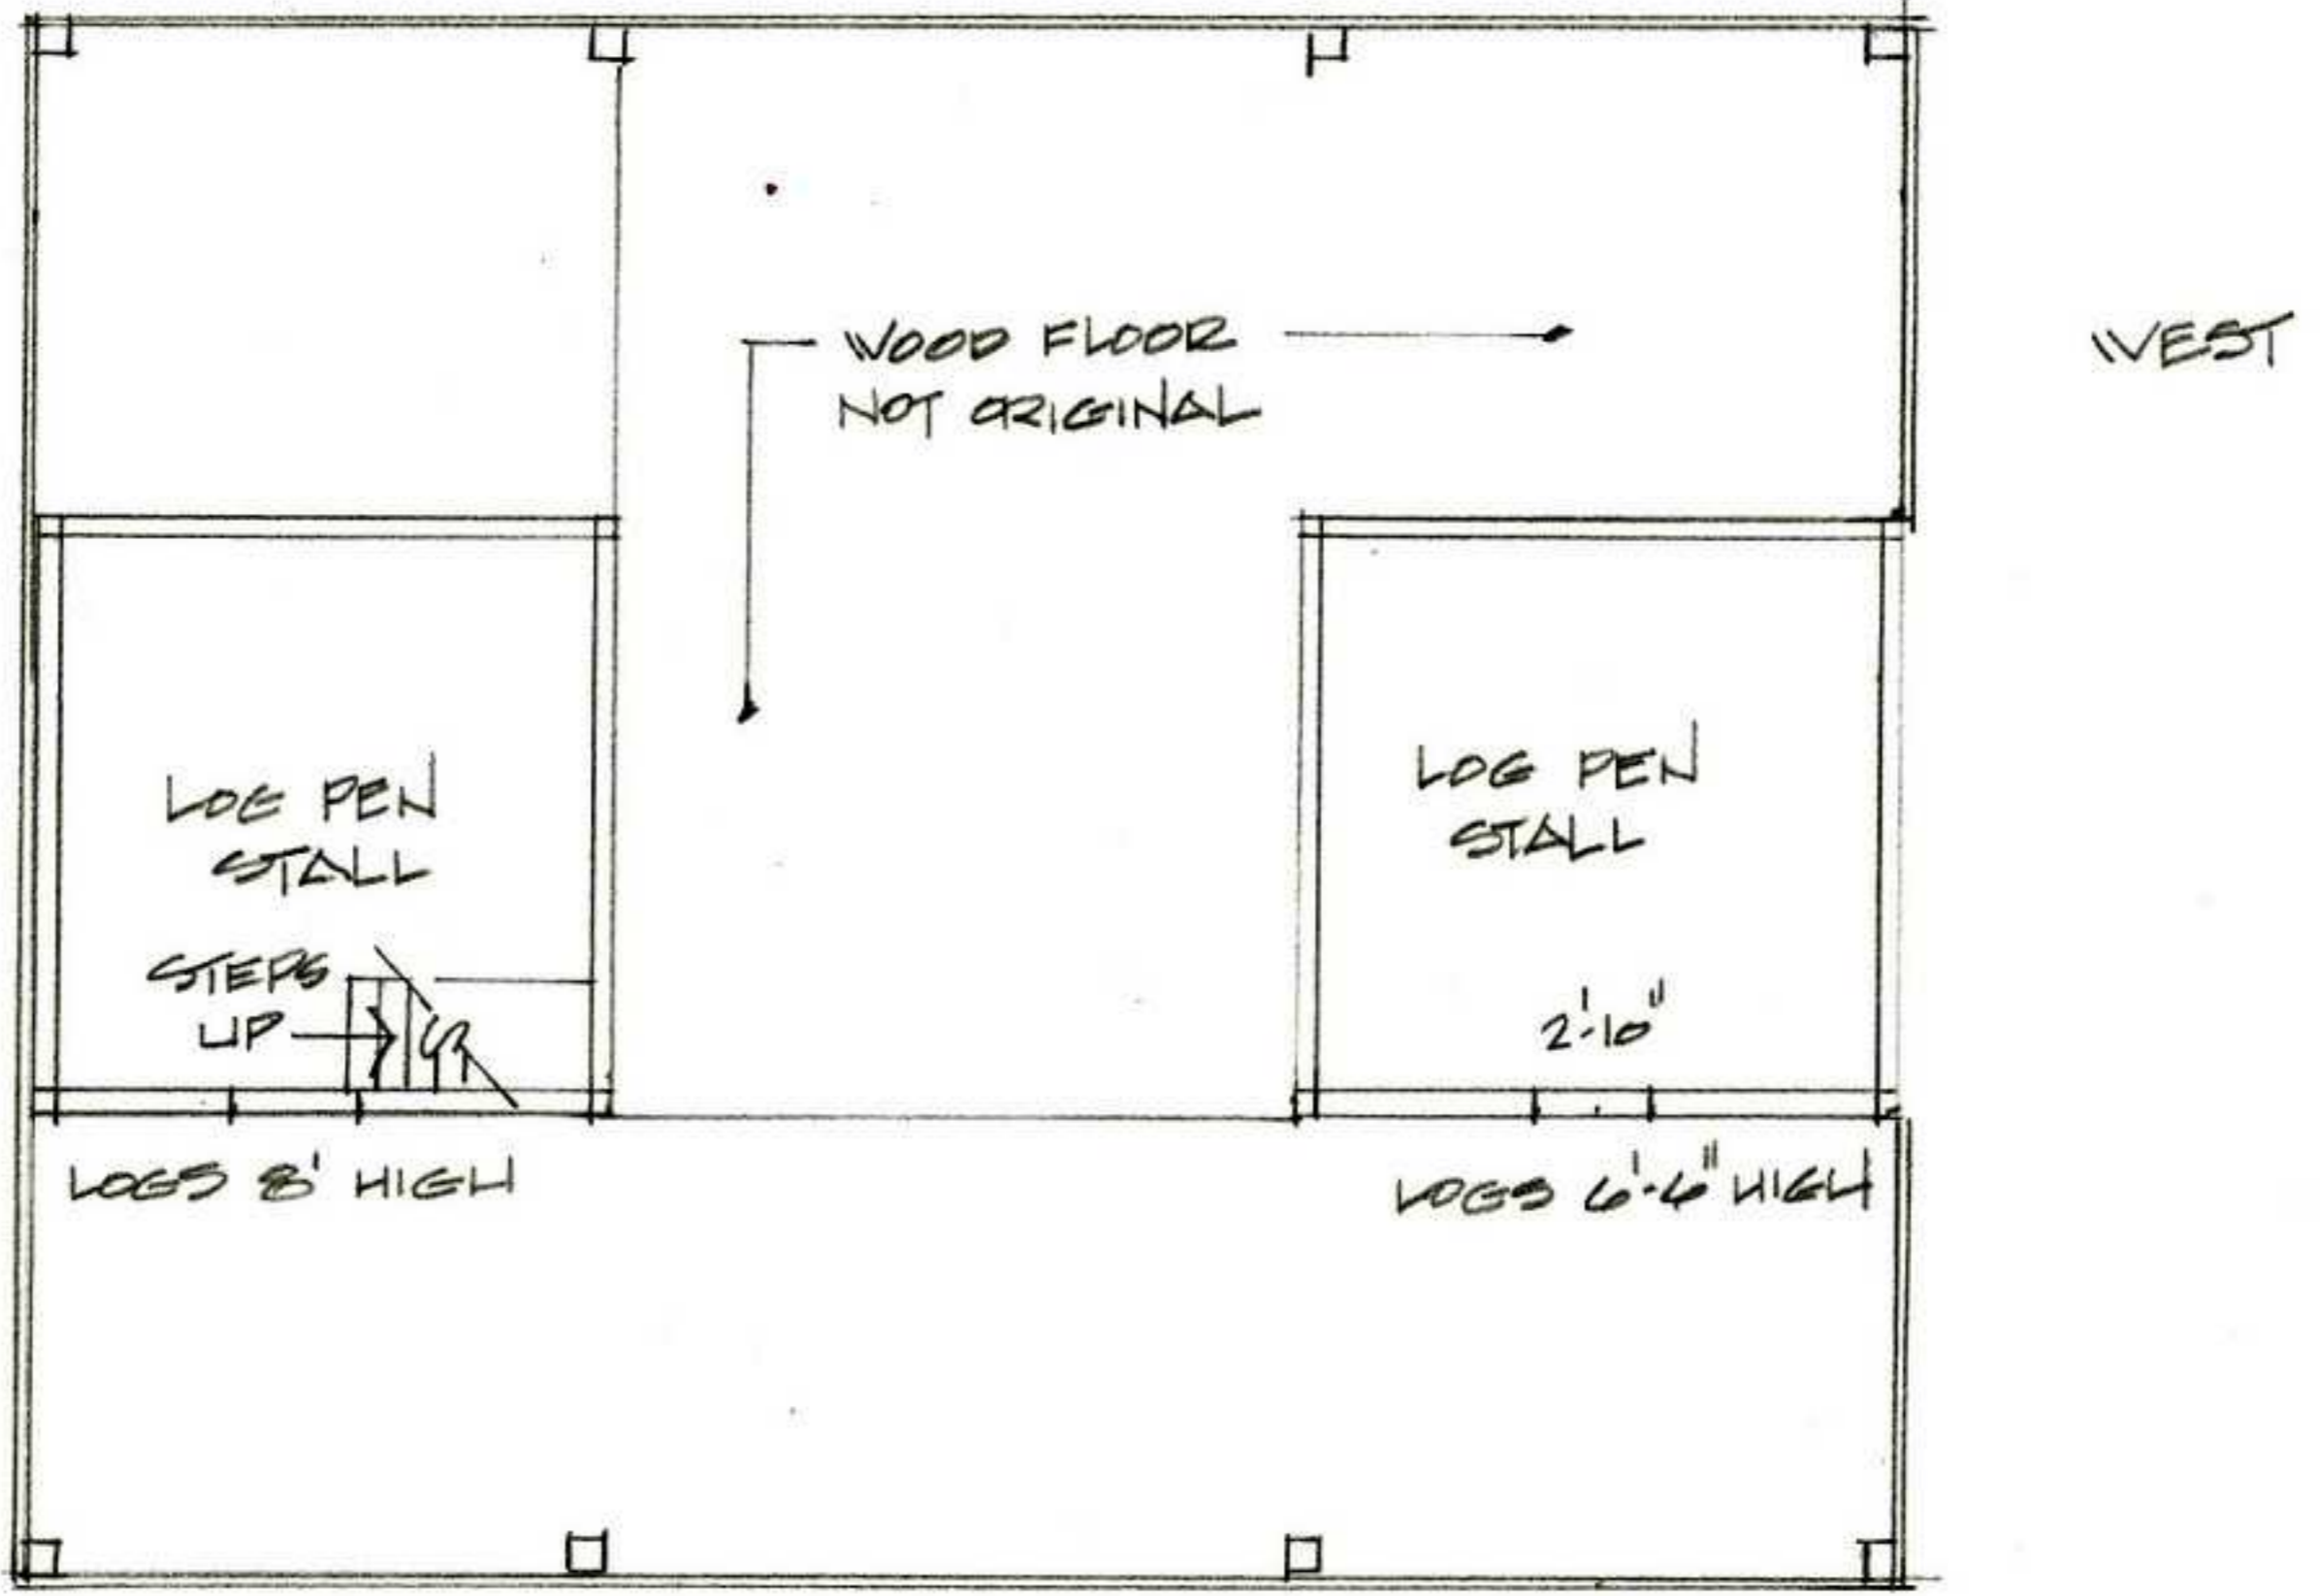 WOOD FLOOR
NOT ORIGINAL
WEST
LOG PEN
STALL
LOG PEN
STALL
STEPS
UP
2'-10"
LOGS 8' HIGH
LOGS 6'-6" HIGH